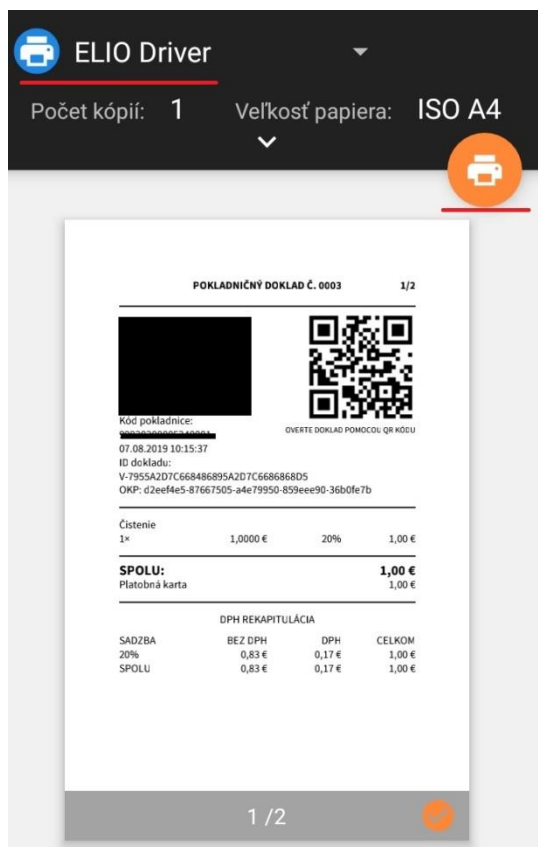 ELIO Driver
Počet kópií: 1 Veľkosť papiera: ISO A4
POKLADNIČNÝ DOKLAD Č. 0003 1/2
Kód pokladnice:
OVERTE DOKLAD POMOCOU QR KÓDU
07.08.2019 10:15:37
ID dokladu:
V-7955A2D7C668486895A2D7C6686868D5
OKP: d2eef4e5-87667505-a4e79950-859eee90-36b0fe7b
Čistenie
1× 1,0000 € 20% 1,00 €
SPOLU: 1,00 €
Platobná karta 1,00 €
DPH REKAPITULÁCIA
SADZBA BEZ DPH DPH CELKOM
20% 0,83 € 0,17 € 1,00 €
SPOLU 0,83 € 0,17 € 1,00 €
1 /2